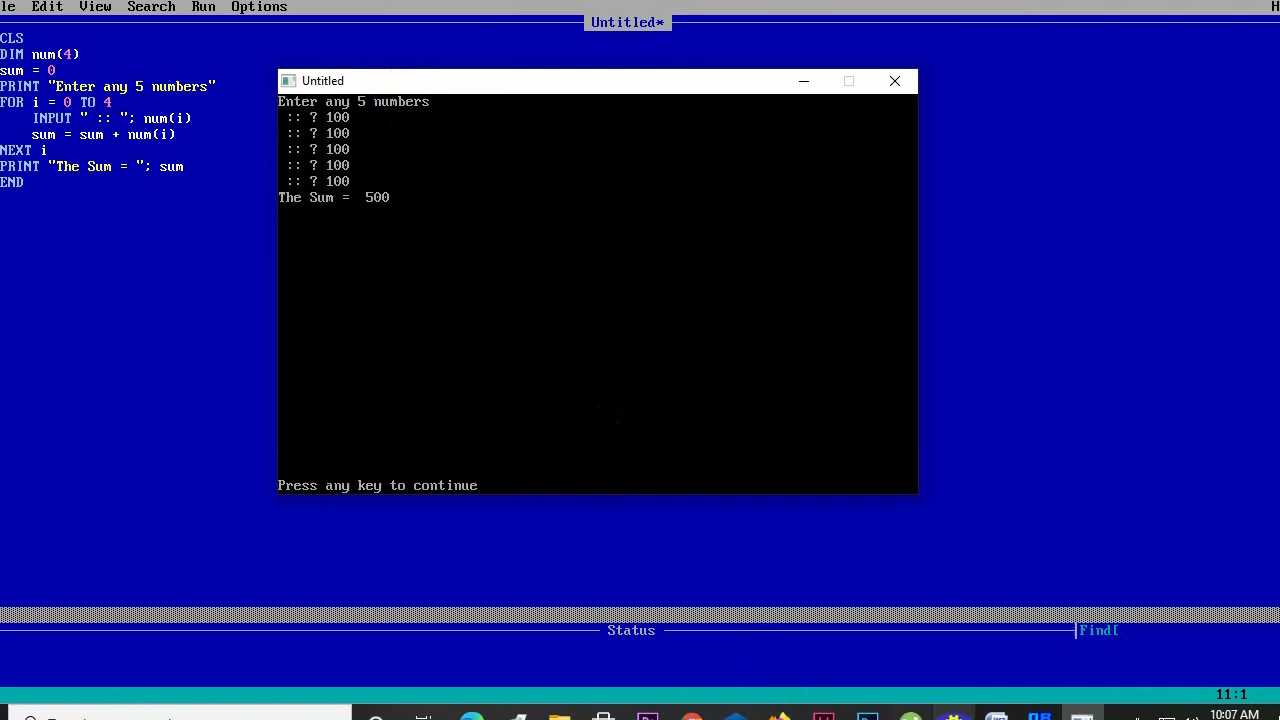 le Edit View Search Run Options H
Untitled*
CLS
DIM num(4)
sum = 0
PRINT "Enter any 5 numbers"
FOR i = 0 TO 4
INPUT " :: "; num(i)
sum = sum + num(i)
NEXT i
PRINT "The Sum = "; sum
END
Untitled
Enter any 5 numbers
:: ? 100
:: ? 100
:: ? 100
:: ? 100
:: ? 100
The Sum =  500
Press any key to continue
Status
Find[
11:1
10:07 AM